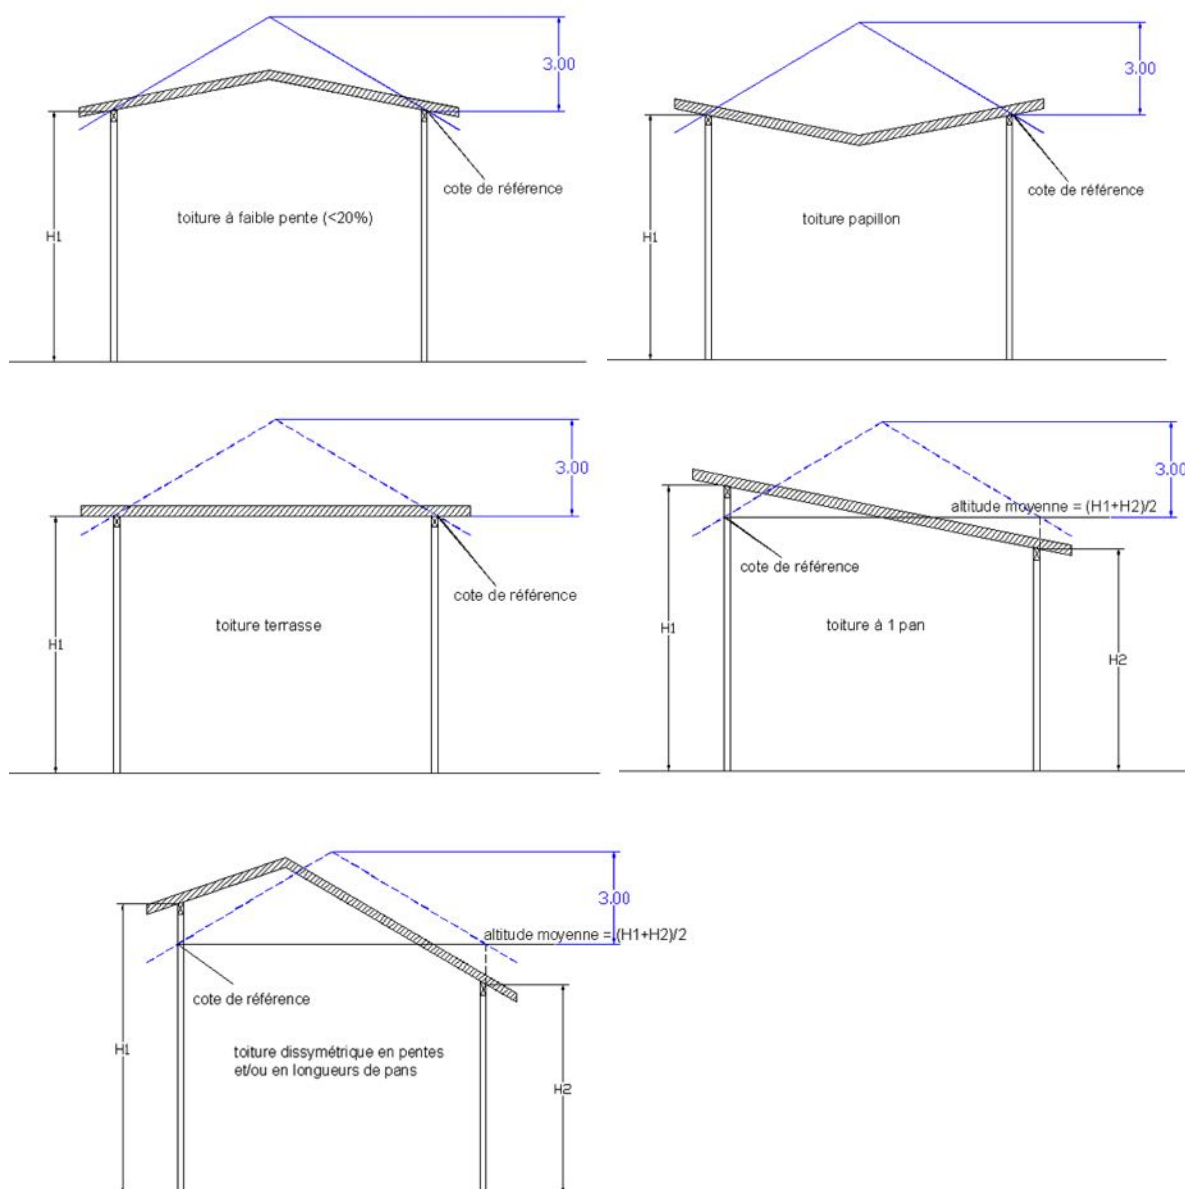 3.00
cote de référence
toiture à faible pente (<20%)
H1
3.00
cote de référence
toiture papillon
H1
3.00
cote de référence
toiture terrasse
H1
3.00
altitude moyenne = (H1+H2)/2
cote de référence
toiture à 1 pan
H1
H2
3.00
altitude moyenne = (H1+H2)/2
cote de référence
H1
toiture dissymétrique en pentes
et/ou en longueurs de pans
H2